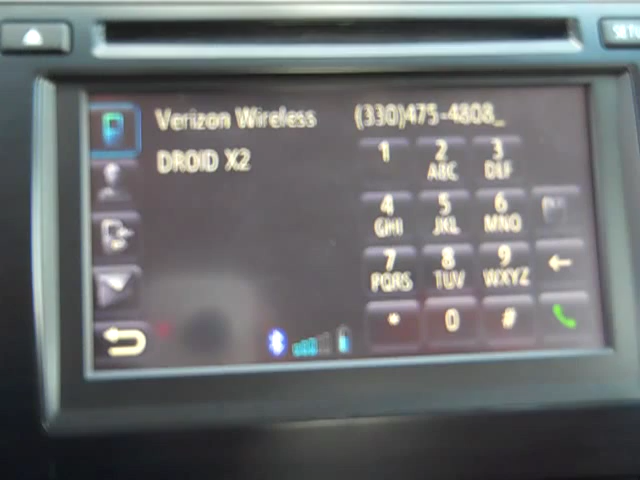 SETU
Verizon Wireless (330)475-4808_
DROID X2
1 2 3
ABC DEF
4 5 6
GHI JKL MNO
7 8 9
PQRS TUV WXYZ
* 0 #